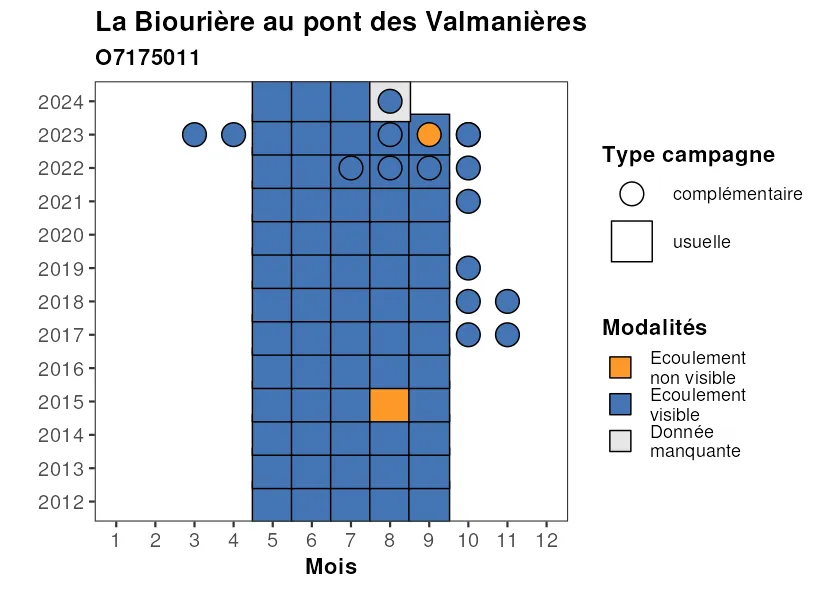 La Biourière au pont des Valmanières
O7175011
2024
2023
2022
2021
2020
2019
2018
2017
2016
2015
2014
2013
2012
1 2 3 4 5 6 7 8 9 10 11 12
Mois
Type campagne
complémentaire
usuelle
Modalités
Ecoulement
non visible
Ecoulement
visible
Donnée
manquante